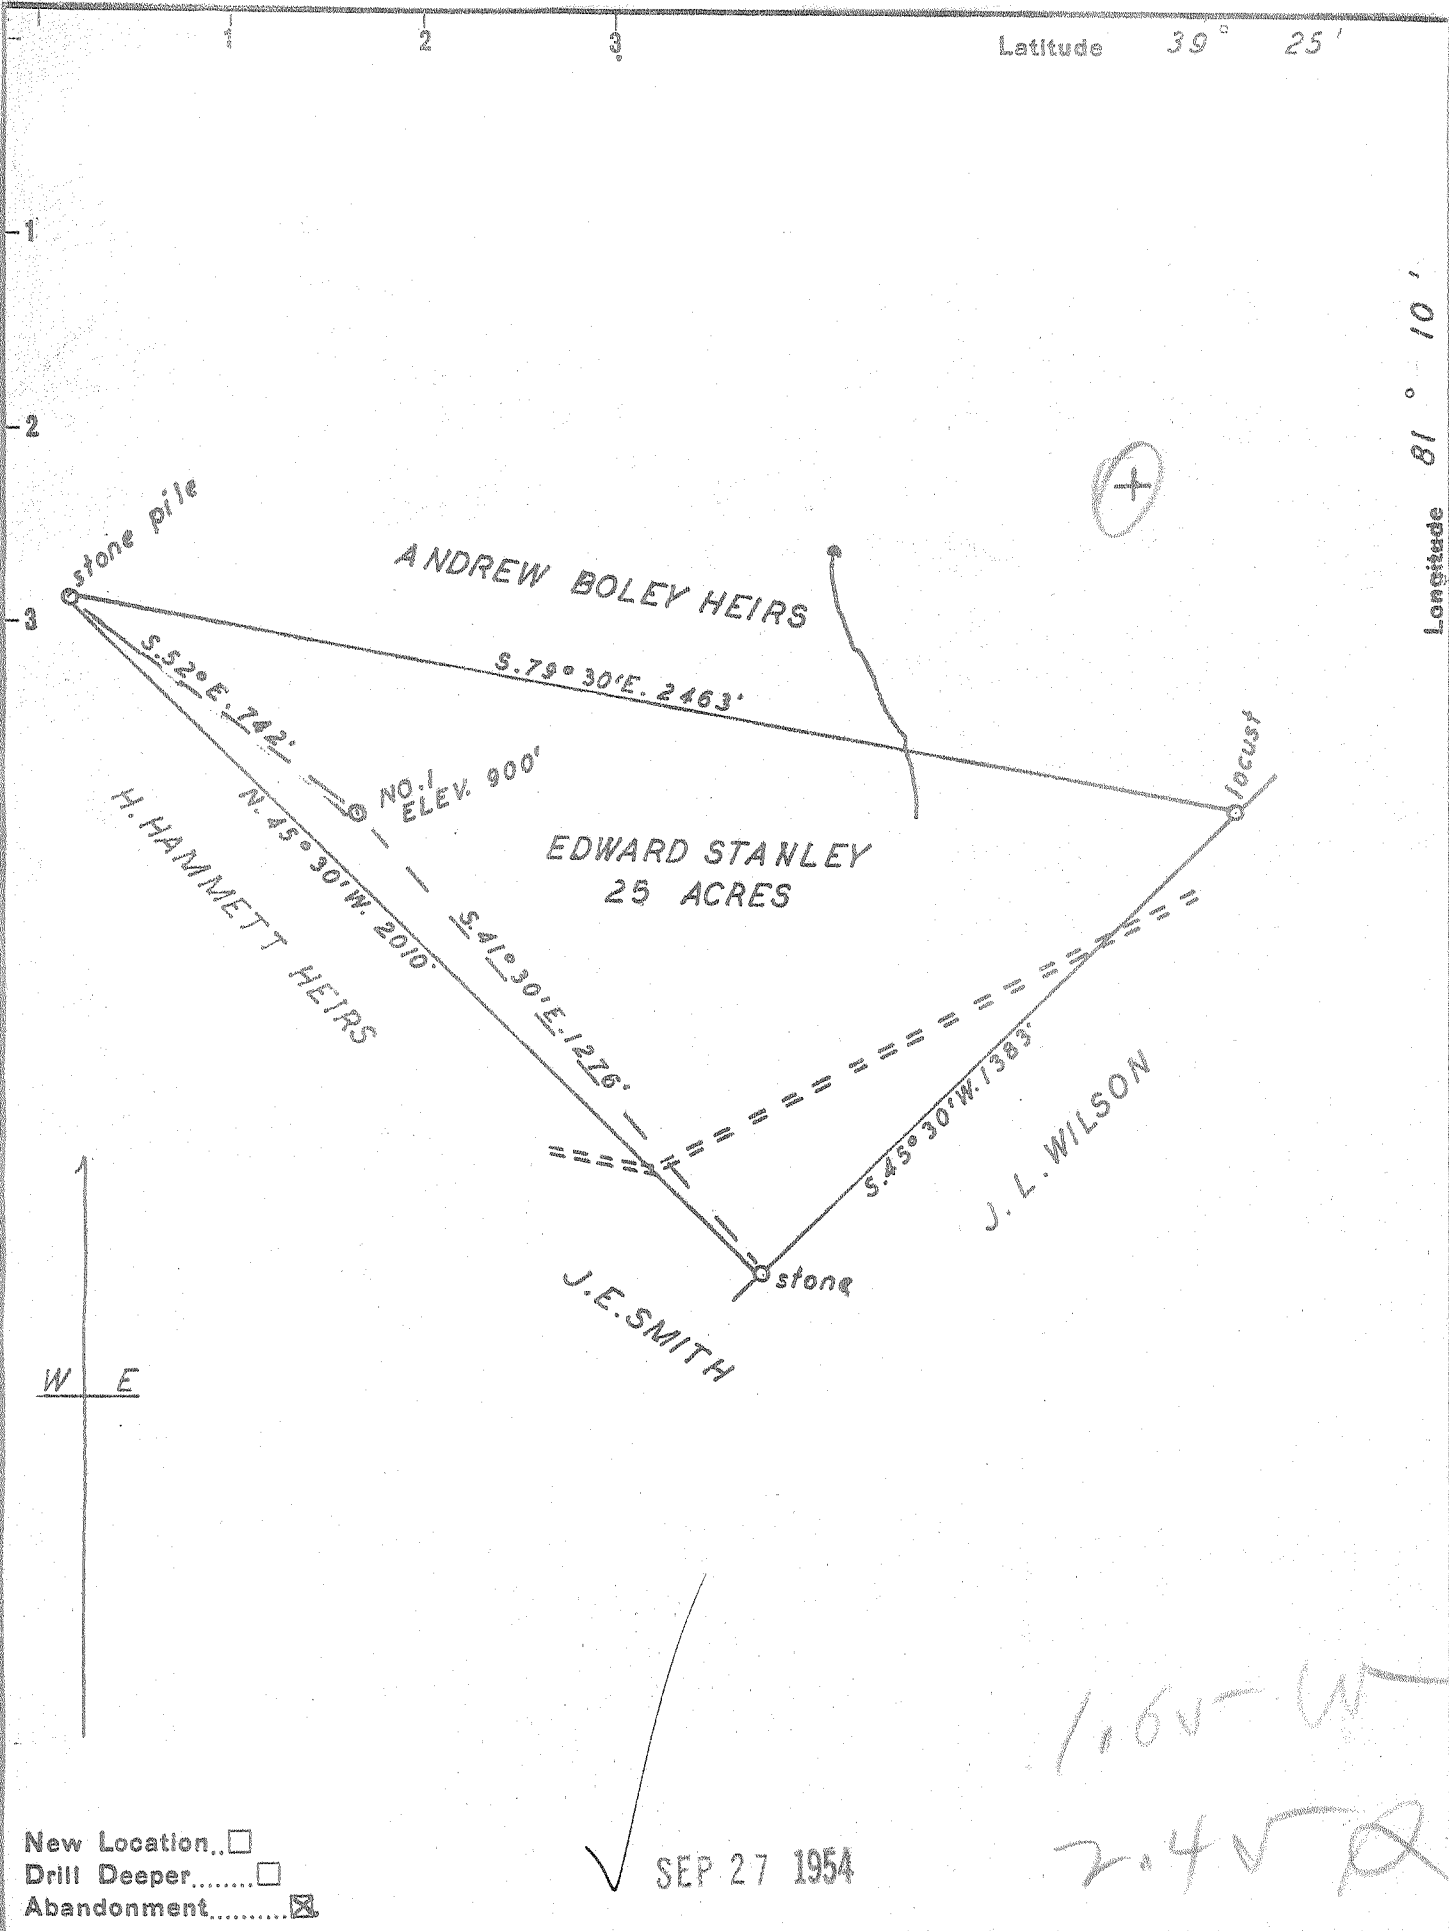 1 2 3
Latitude 39° 25'
1
Longitude 81° 10'
2
3
stone pile
ANDREW BOLEY HEIRS
S.79° 30'E. 2463'
S.52° E. 742'
locust
NO.1
ELEV. 900'
N. 45° 30'W. 2010'
H. HAMMETT HEIRS
EDWARD STANLEY
25 ACRES
S.41° 30'E. 1276'
S.45° 30'W. 1383'
J. L. WILSON
stone
J.E. SMITH
W E
New Location..
Drill Deeper........
Abandonment..........
SEP 27 1954